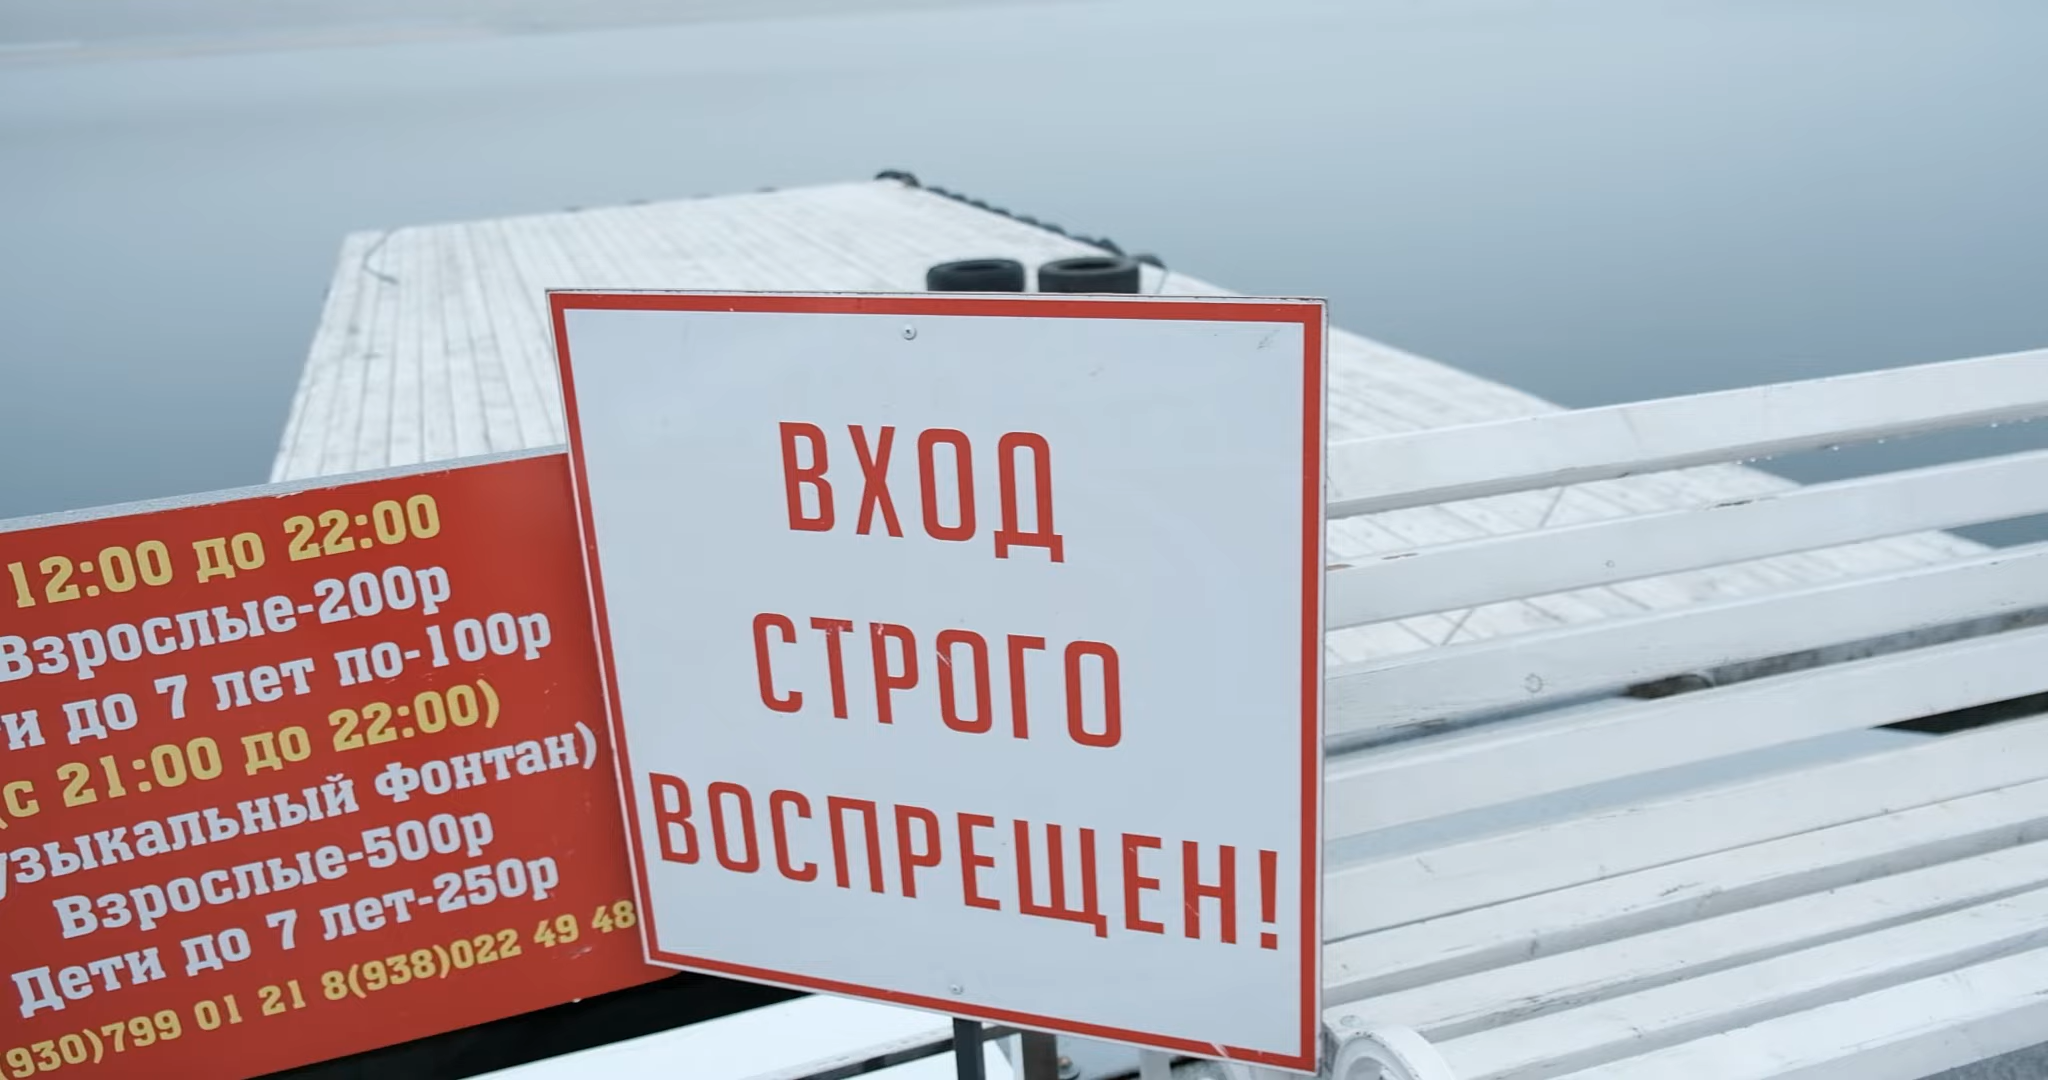 12:00 до 22:00
Взрослые-200р
ти до 7 лет по-100р
(с 21:00 до 22:00)
узыкальный фонтан)
Взрослые-500р
Дети до 7 лет-250р
(930)799 01 21 8(938)022 49 48
ВХОД
СТРОГО
ВОСПРЕЩЕН!